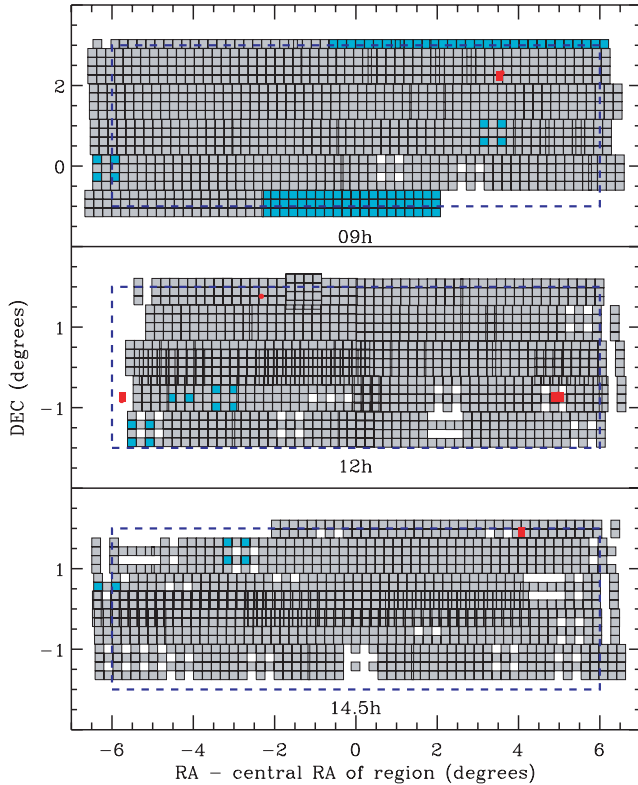 2
0
09h
1
-1
12h
DEC (degrees)
1
-1
14.5h
-6 -4 -2 0 2 4 6
RA - central RA of region (degrees)